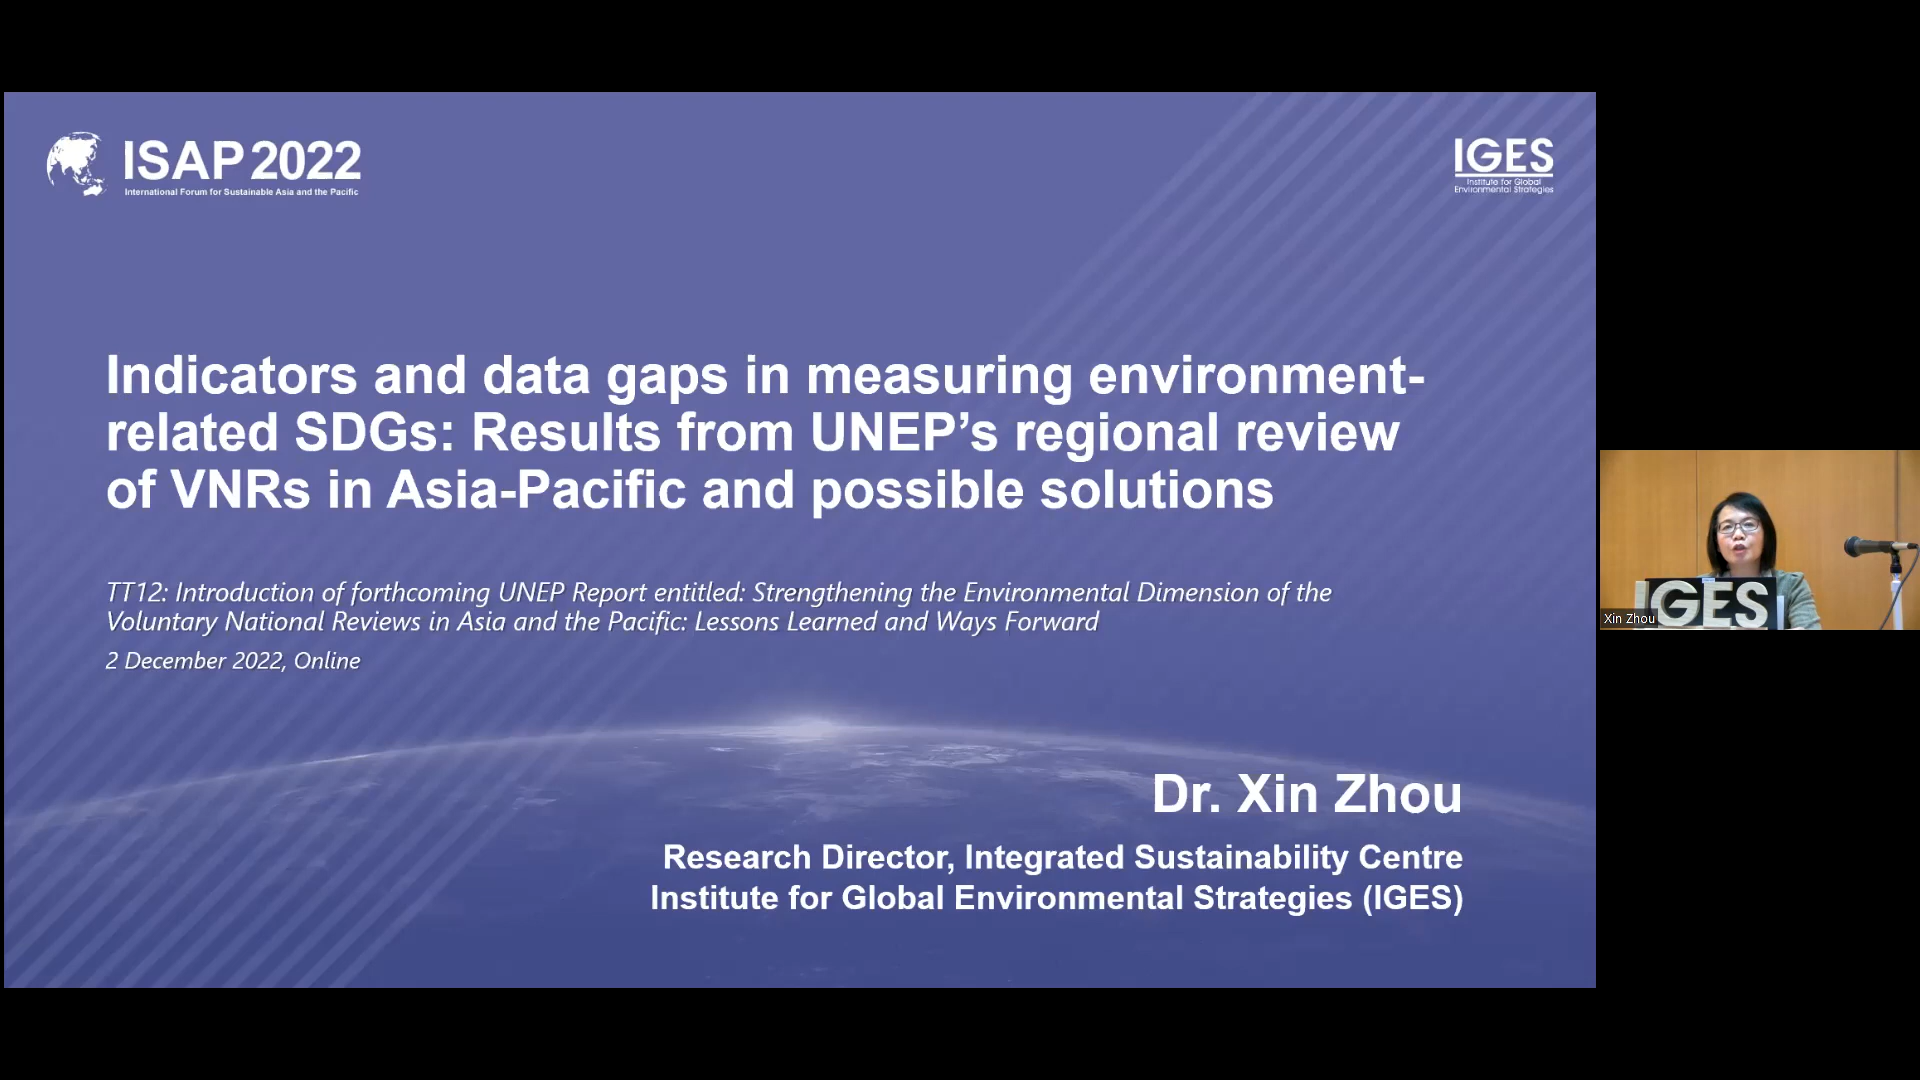 ISAP 2022
International Forum for Sustainable Asia and the Pacific
IGES
Institute for Global
Environmental Strategies
Indicators and data gaps in measuring environment-
related SDGs: Results from UNEP’s regional review
of VNRs in Asia-Pacific and possible solutions
TT12: Introduction of forthcoming UNEP Report entitled: Strengthening the Environmental Dimension of the
Voluntary National Reviews in Asia and the Pacific: Lessons Learned and Ways Forward
2 December 2022, Online
Dr. Xin Zhou
Research Director, Integrated Sustainability Centre
Institute for Global Environmental Strategies (IGES)
IGES
Xin Zhou